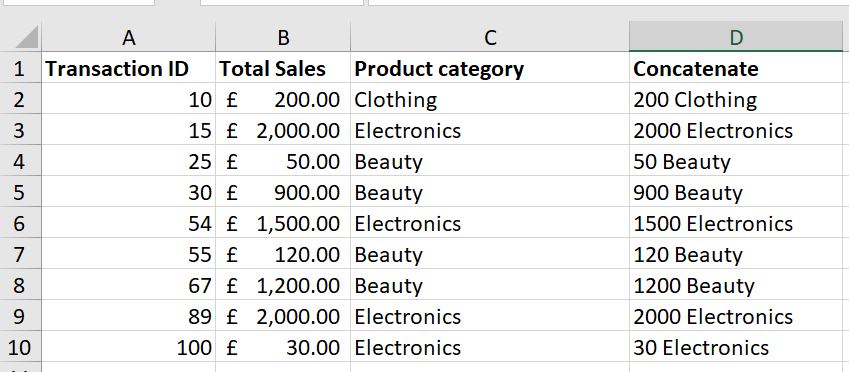 A B C D
1 Transaction ID Total Sales Product category Concatenate
2 10 £ 200.00 Clothing 200 Clothing
3 15 £ 2,000.00 Electronics 2000 Electronics
4 25 £ 50.00 Beauty 50 Beauty
5 30 £ 900.00 Beauty 900 Beauty
6 54 £ 1,500.00 Electronics 1500 Electronics
7 55 £ 120.00 Beauty 120 Beauty
8 67 £ 1,200.00 Beauty 1200 Beauty
9 89 £ 2,000.00 Electronics 2000 Electronics
10 100 £ 30.00 Electronics 30 Electronics